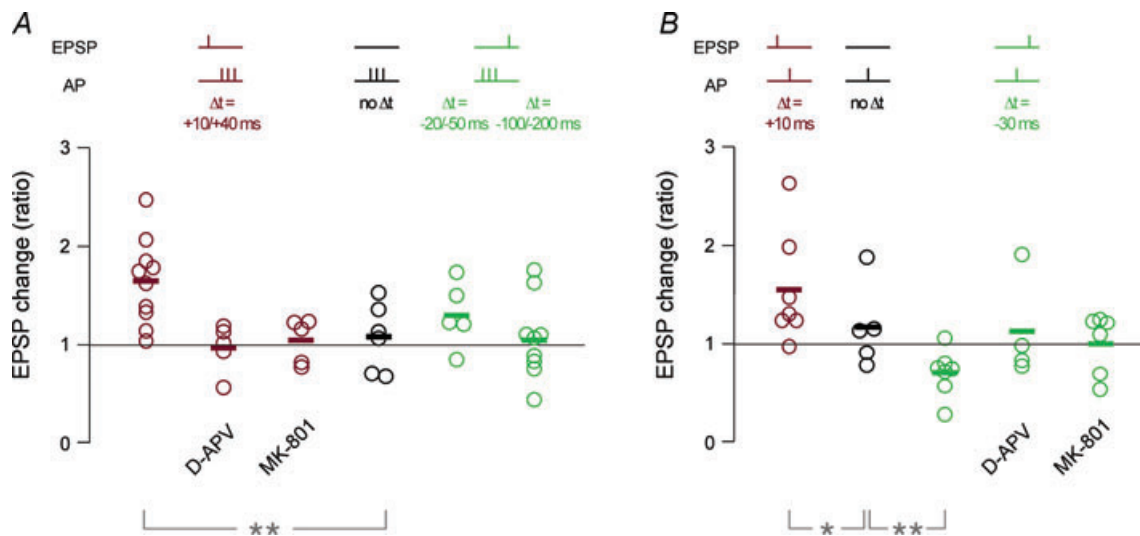 A
EPSP
AP
Δt =
+10/+40 ms
no Δt
Δt =
-20/-50 ms
Δt =
-100/-200 ms
EPSP change (ratio)
3
2
1
0
D-APV
MK-801
**
B
EPSP
AP
Δt =
+10 ms
no Δt
Δt =
-30 ms
EPSP change (ratio)
3
2
1
0
D-APV
MK-801
*
**